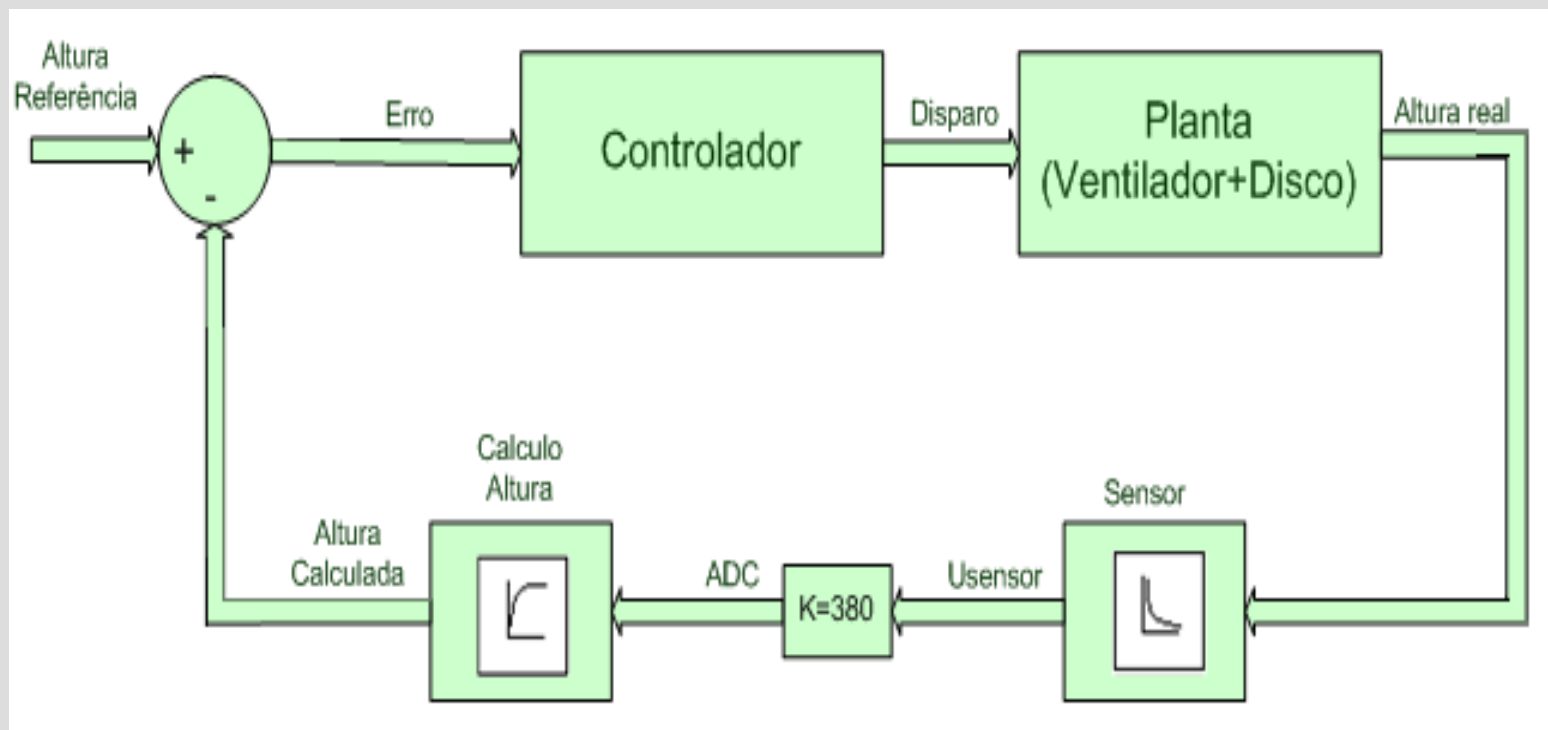 Altura
Referência
+
-
Erro
Controlador
Disparo
Planta
(Ventilador+Disco)
Altura real
Calculo
Altura
Altura
Calculada
ADC
K=380
Usensor
Sensor